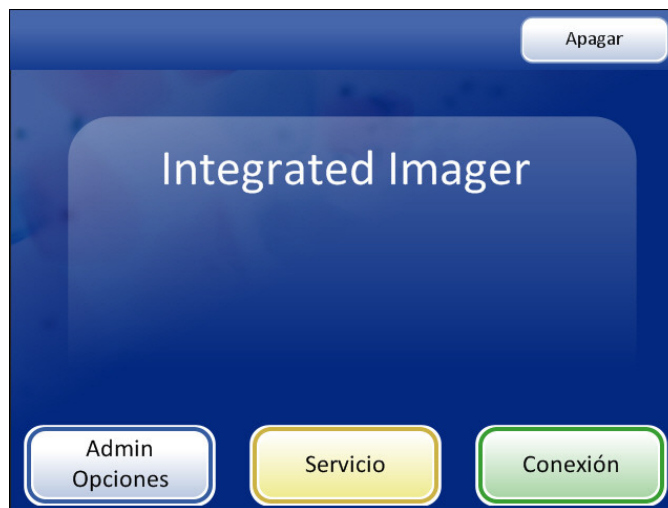 Apagar
Integrated Imager
Admin
Opciones
Servicio
Conexión